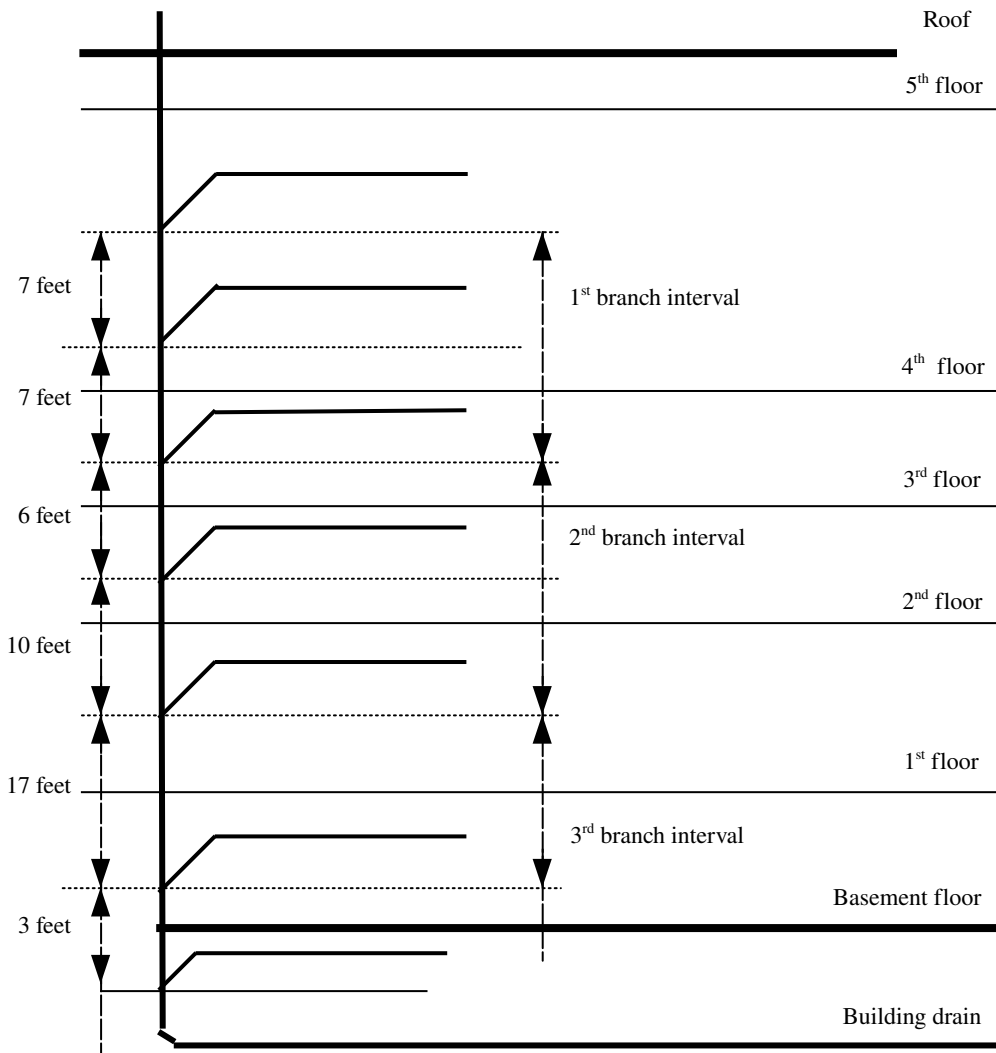 Roof
5th floor
7 feet
1st branch interval
4th floor
7 feet
3rd floor
6 feet
2nd branch interval
2nd floor
10 feet
1st floor
17 feet
3rd branch interval
Basement floor
3 feet
Building drain